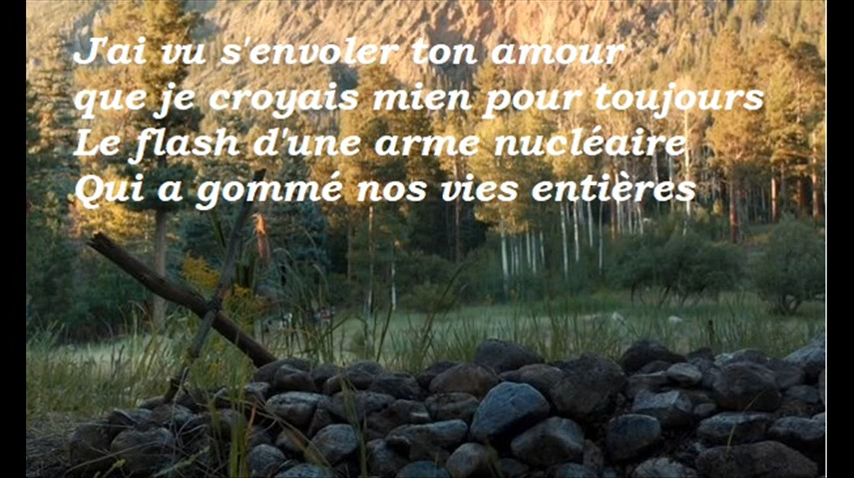 J'ai vu s'envoler ton amour
que je croyais mien pour toujours
Le flash d'une arme nucléaire
Qui a gommé nos vies entières